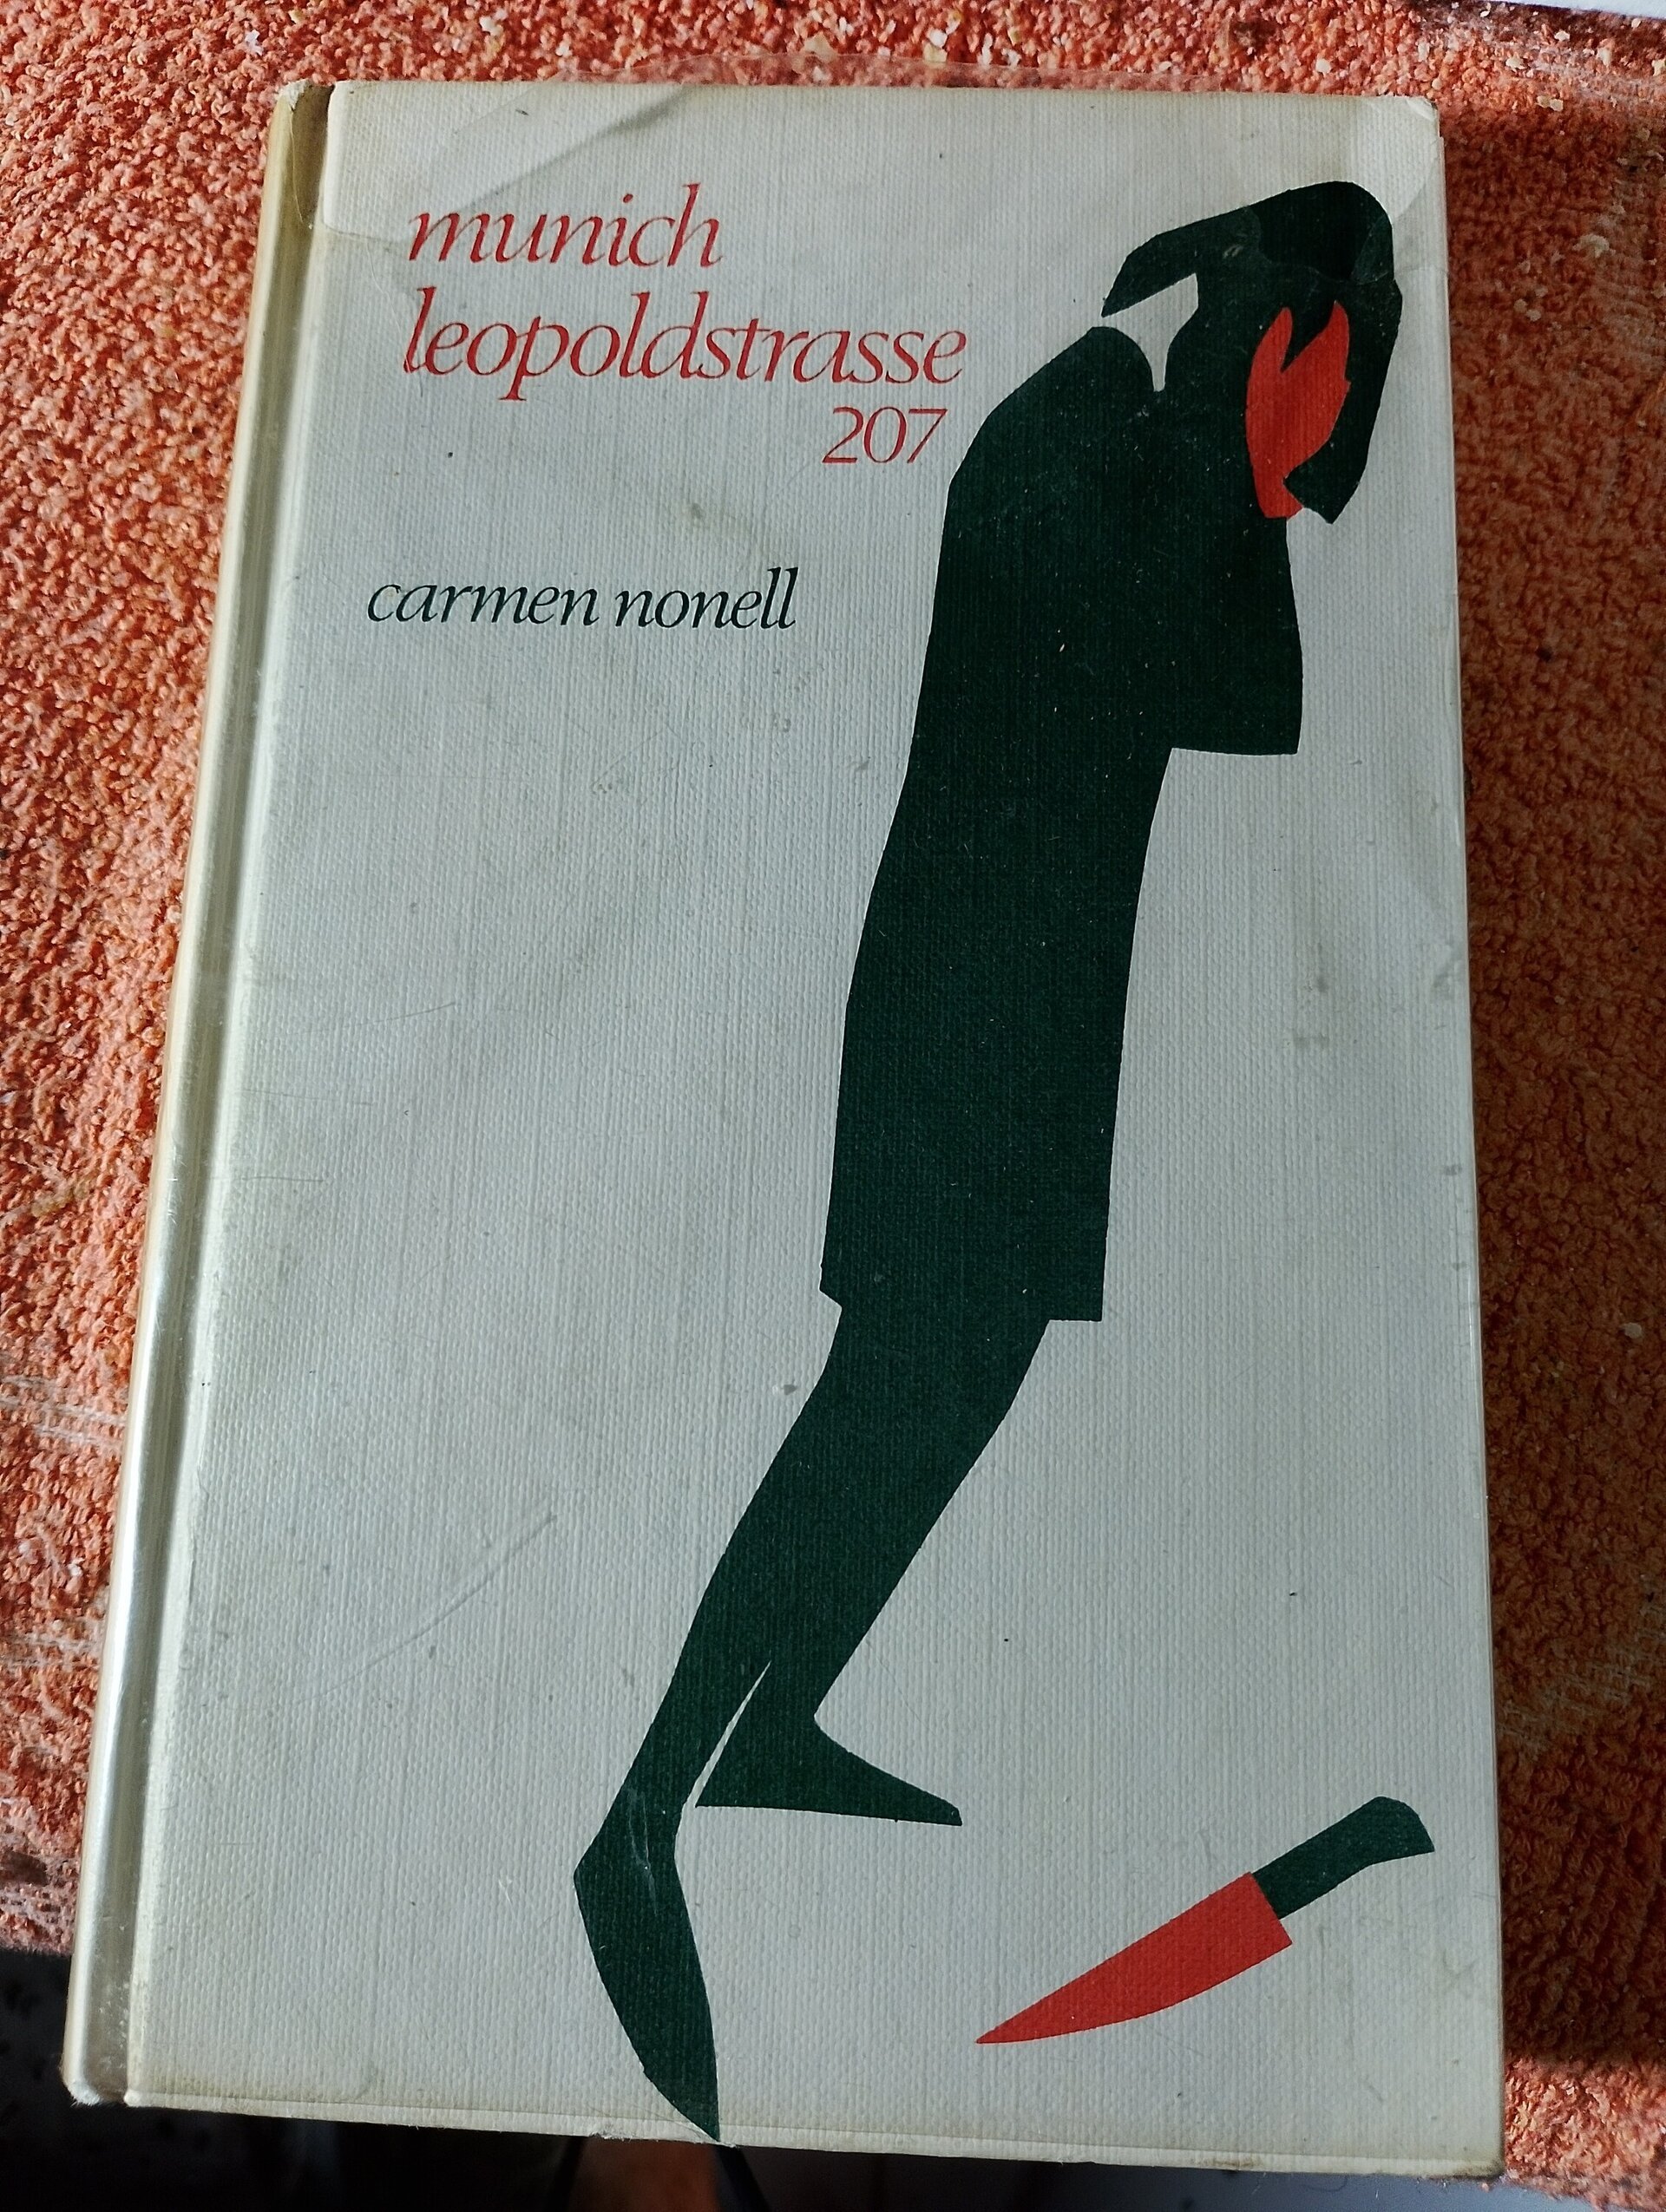 munich
leopoldstrasse
207
carmen nonell